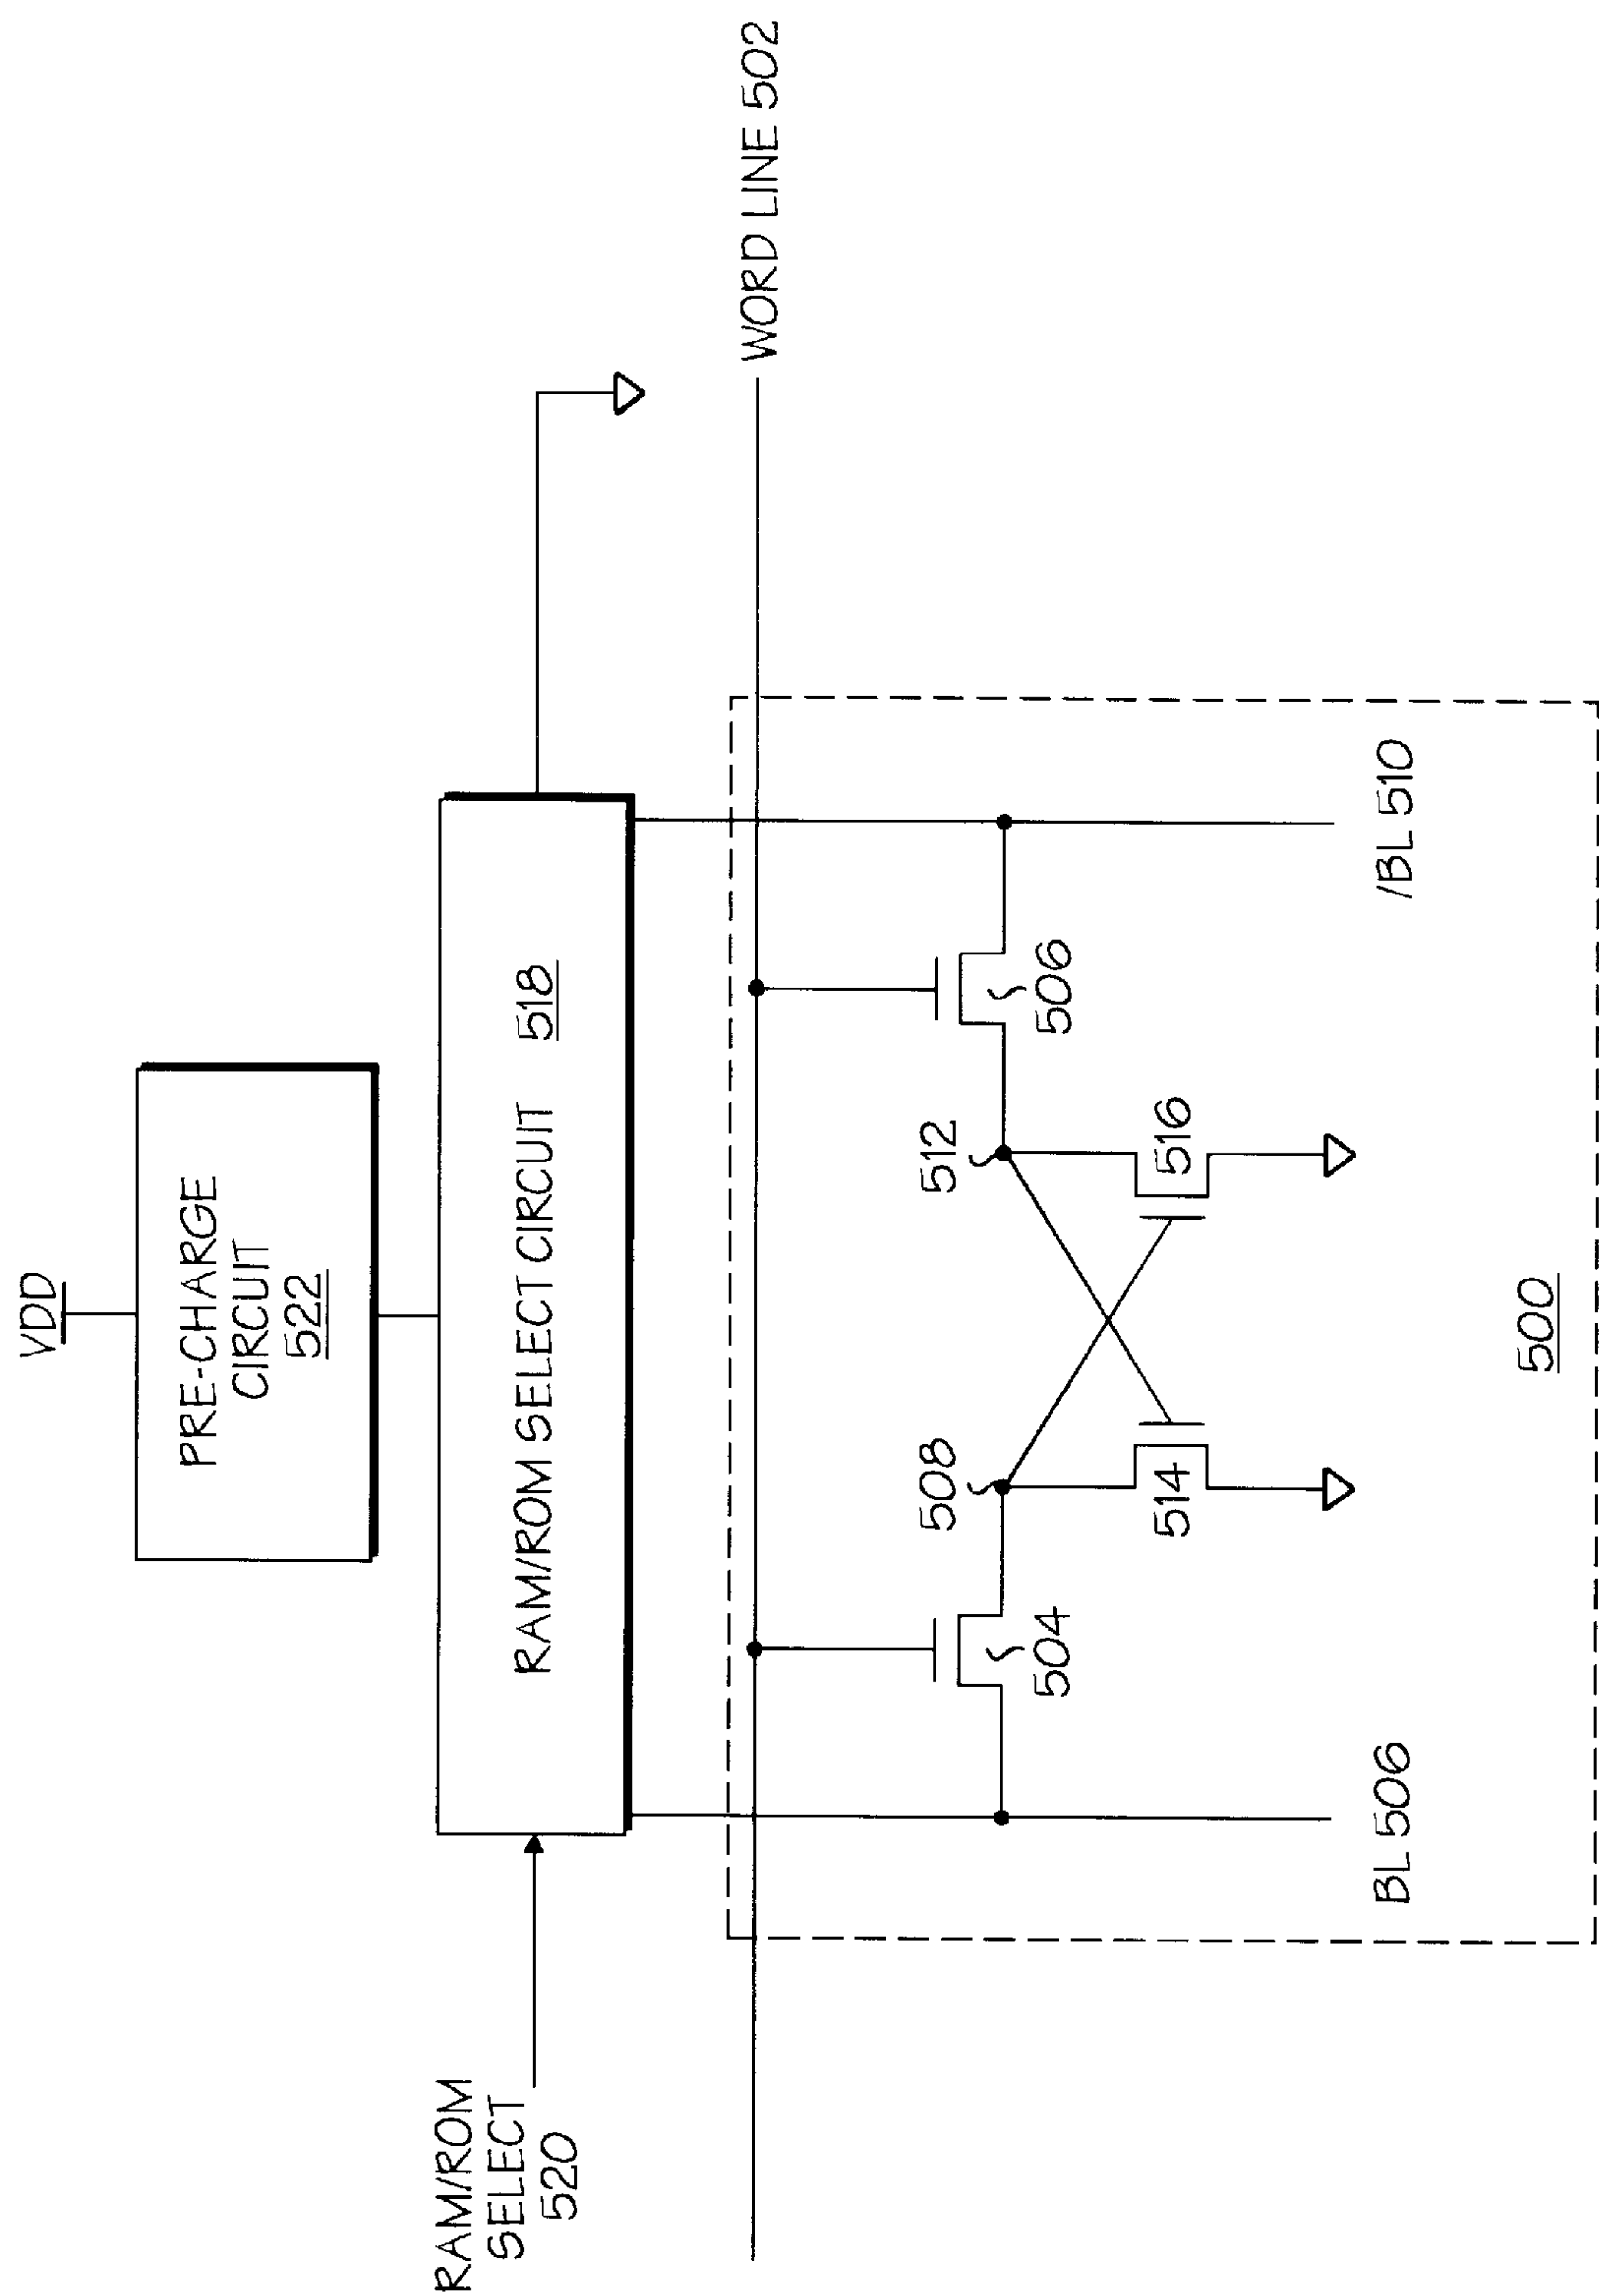 VDD
PRE-CHARGE
CIRCUIT
522
RAM/ROM
SELECT
520
RAM/ROM SELECT CIRCUIT 518
WORD LINE 502
504
508
512
506
514
516
BL 506
/BL 510
500